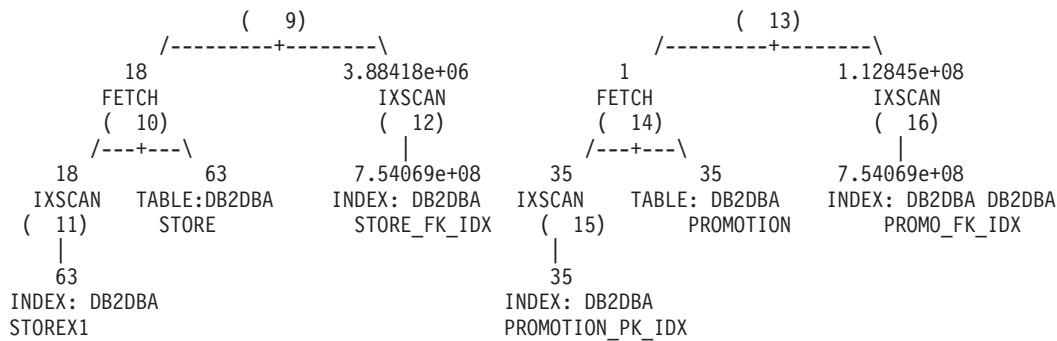 ( 9) ( 13)
/---------+--------\ /---------+--------\
18 3.88418e+06 1 1.12845e+08
FETCH IXSCAN FETCH IXSCAN
( 10) ( 12) ( 14) ( 16)
/---+---\ | /---+---\ |
18 63 7.54069e+08 35 35 7.54069e+08
IXSCAN TABLE:DB2DBA INDEX: DB2DBA IXSCAN TABLE: DB2DBA INDEX: DB2DBA DB2DBA
( 11) STORE STORE_FK_IDX ( 15) PROMOTION PROMO_FK_IDX
| |
63 35
INDEX: DB2DBA INDEX: DB2DBA
STOREX1 PROMOTION_PK_IDX